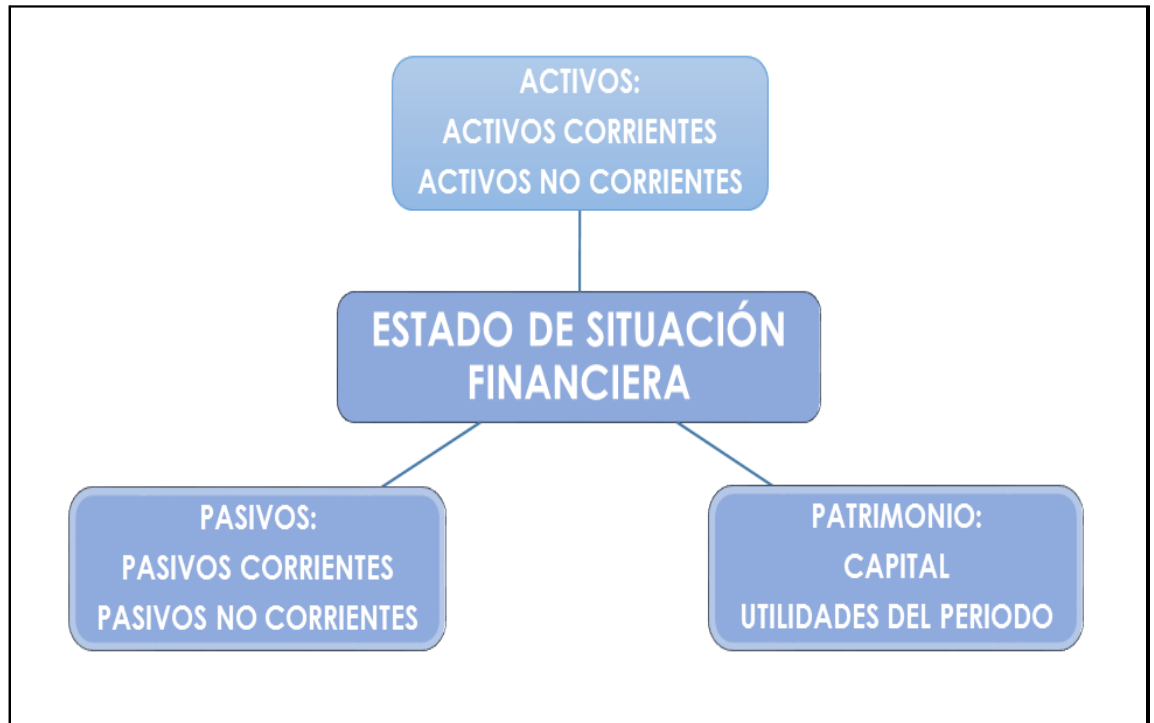 ACTIVOS:
ACTIVOS CORRIENTES
ACTIVOS NO CORRIENTES
ESTADO DE SITUACIÓN
FINANCIERA
PASIVOS:
PASIVOS CORRIENTES
PASIVOS NO CORRIENTES
PATRIMONIO:
CAPITAL
UTILIDADES DEL PERIODO